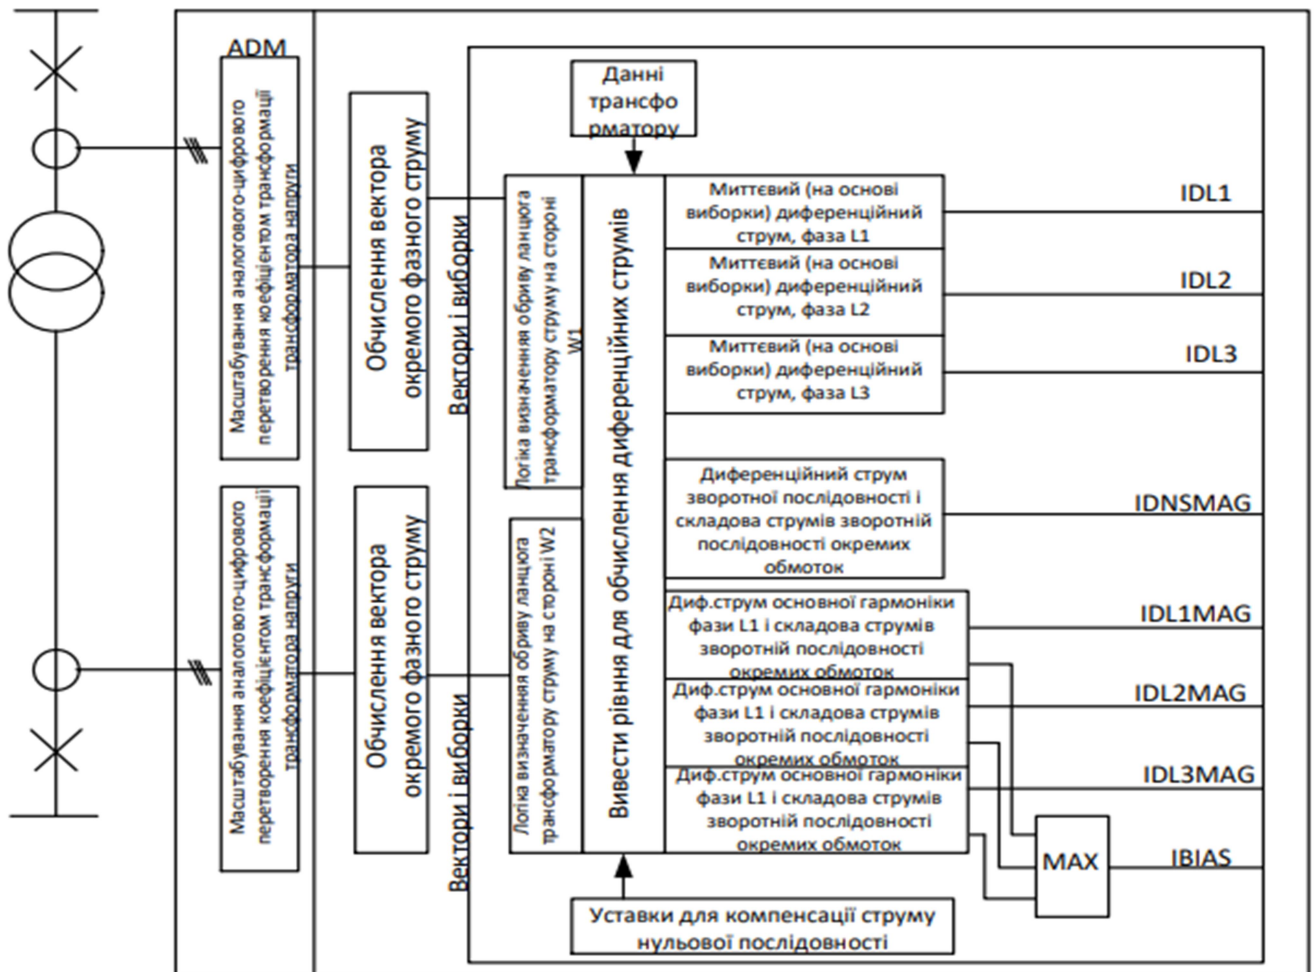 ADM
Масштабування аналогового-цифрового
перетворення коефіцієнтом трансформації
трансформатора напруги
Обчислення вектора
окремого фазного струму
Вектори і виборки
Данні
трансфо
рматору
Логіка визначення обриву ланцюга
трансформатору струму на стороні
W1
Вивести рівння для обчислення диференційних струмів
Миттєвий (на основі
виборки) диференційний
струм, фаза L1
IDL1
Миттєвий (на основі
виборки) диференційний
струм, фаза L2
IDL2
Миттєвий (на основі
виборки) диференційний
струм, фаза L3
IDL3
Диференційний струм
зворотної послідовності і
складова струмів зворотній
послідовності окремих
обмоток
IDNSMAG
Масштабування аналогового-цифрового
перетворення коефіцієнтом трансформації
трансформатора напруги
Обчислення вектора
окремого фазного струму
Вектори і виборки
Логіка визначенняя обриву ланцюга
трансформатору струму на стороні W2
Диф.струм основної гармоніки
фази L1 і складова струмів
зворотній послідовності
окремих обмоток
IDL1MAG
Диф.струм основної гармоніки
фази L1 і складова струмів
зворотній послідовності
окремих обмоток
IDL2MAG
Диф.струм основної гармоніки
фази L1 і складова струмів
зворотній послідовності
окремих обмоток
IDL3MAG
MAX
IBIAS
Уставки для компенсації струму
нульової послідовності